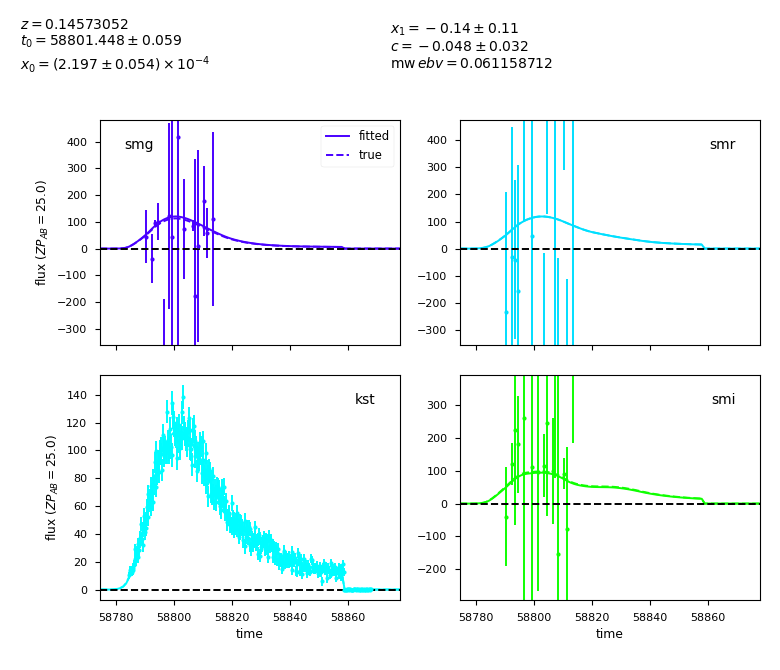 z = 0.14573052
t₀ = 58801.448 ± 0.059
x₀ = (2.197 ± 0.054) × 10⁻⁴
x₁ = −0.14 ± 0.11
c = −0.048 ± 0.032
mw ebv = 0.061158712
smg
fitted
true
400
300
200
100
0
−100
−200
−300
flux (ZP_AB = 25.0)
smr
400
300
200
100
0
−100
−200
−300
kst
140
120
100
80
60
40
20
0
flux (ZP_AB = 25.0)
58780 58800 58820 58840 58860
time
smi
300
200
100
0
−100
−200
58780 58800 58820 58840 58860
time